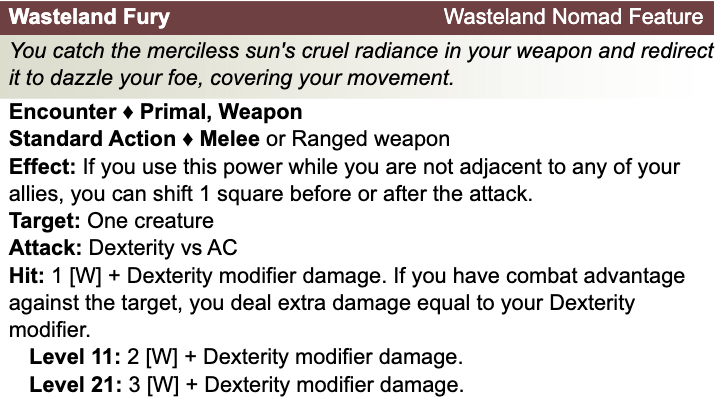 Wasteland Fury Wasteland Nomad Feature
You catch the merciless sun's cruel radiance in your weapon and redirect
it to dazzle your foe, covering your movement.
Encounter ♦ Primal, Weapon
Standard Action ♦ Melee or Ranged weapon
Effect: If you use this power while you are not adjacent to any of your
allies, you can shift 1 square before or after the attack.
Target: One creature
Attack: Dexterity vs AC
Hit: 1 [W] + Dexterity modifier damage. If you have combat advantage
against the target, you deal extra damage equal to your Dexterity
modifier.
Level 11: 2 [W] + Dexterity modifier damage.
Level 21: 3 [W] + Dexterity modifier damage.